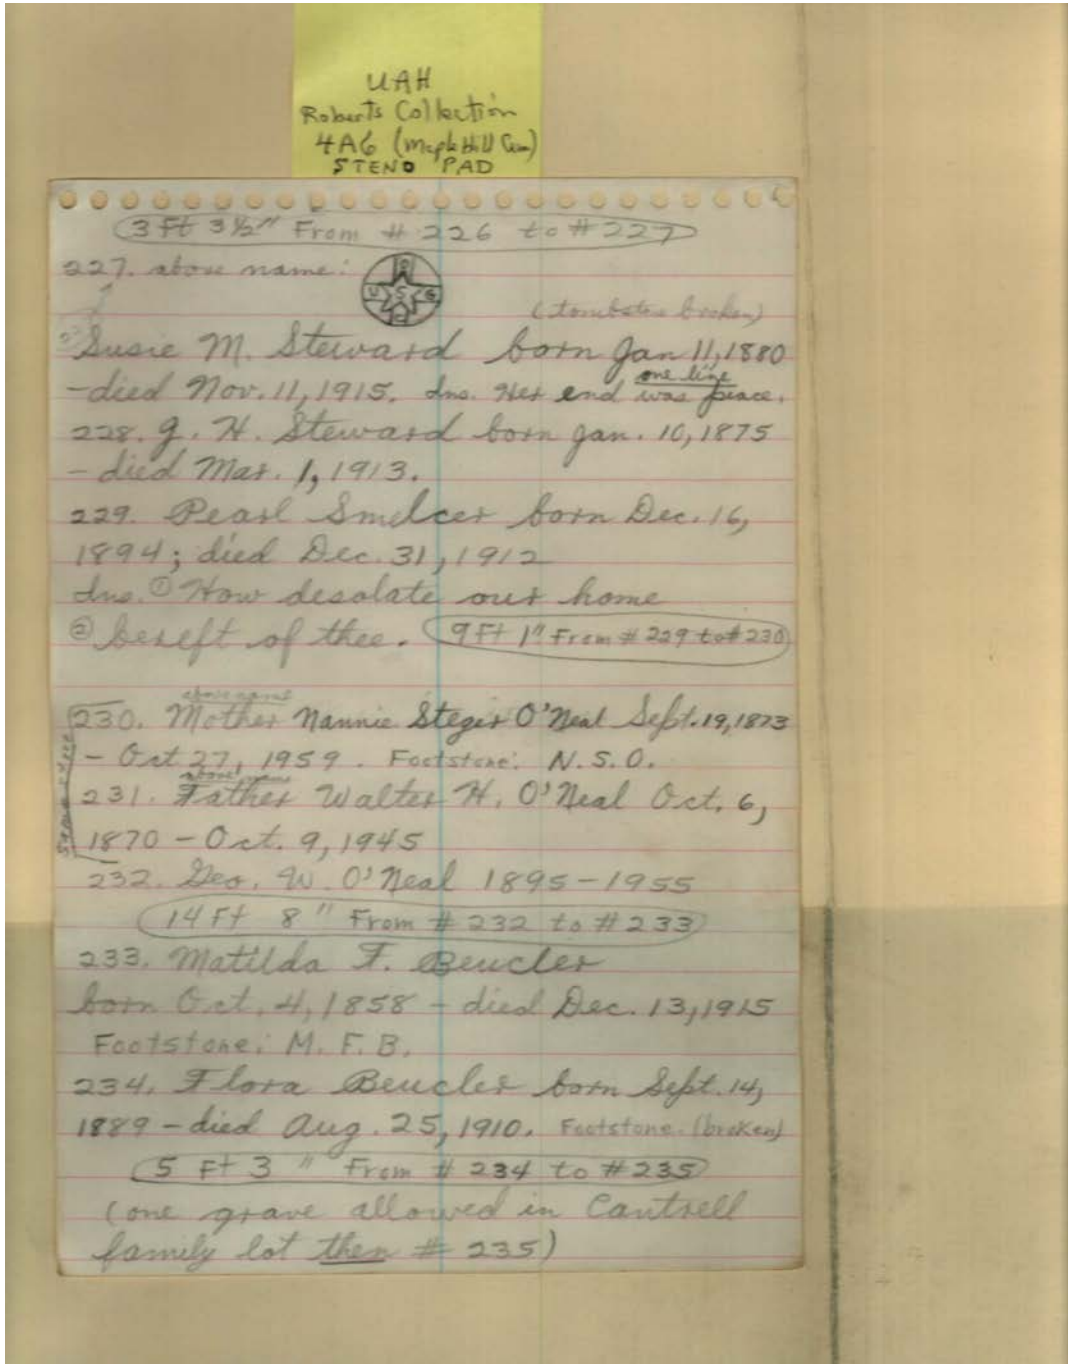 UAH
Roberts Collection
4A6 (Maple Hill Cem)
STENO PAD
3 Ft 3½" From # 226 to # 227
227. above name:
U S G
(tombstone broken)
Susie M. Steward born Jan 11, 1880
one line
- died Nov. 11, 1915. Ins. Her end was peace.
228. J. H. Steward born Jan. 10, 1875
- died Mar. 1, 1913.
229. Pearl Smelcer born Dec. 16,
1894; died Dec. 31, 1912
Ins. ① How desolate our home
② bereft of thee. 9 Ft 1" From # 229 to # 230
above name
230. Mother Nannie Steger O'Neal Sept. 19, 1873
- Oct 27, 1959. Footstone: N. S. O.
above name
231. Father Walter H. O'Neal Oct. 6,
1870 - Oct. 9, 1945
232. Geo. W. O'Neal 1895-1955
14 Ft 8" From # 232 to # 233
233. Matilda F. Beucler
born Oct. 4, 1858 - died Dec. 13, 1915
Footstone: M. F. B.
234. Flora Beucler born Sept. 14,
1889 - died Aug. 25, 1910. Footstone (broken)
5 Ft 3" From # 234 to # 235
(one grave allowed in Cantrell
family lot then # 235)